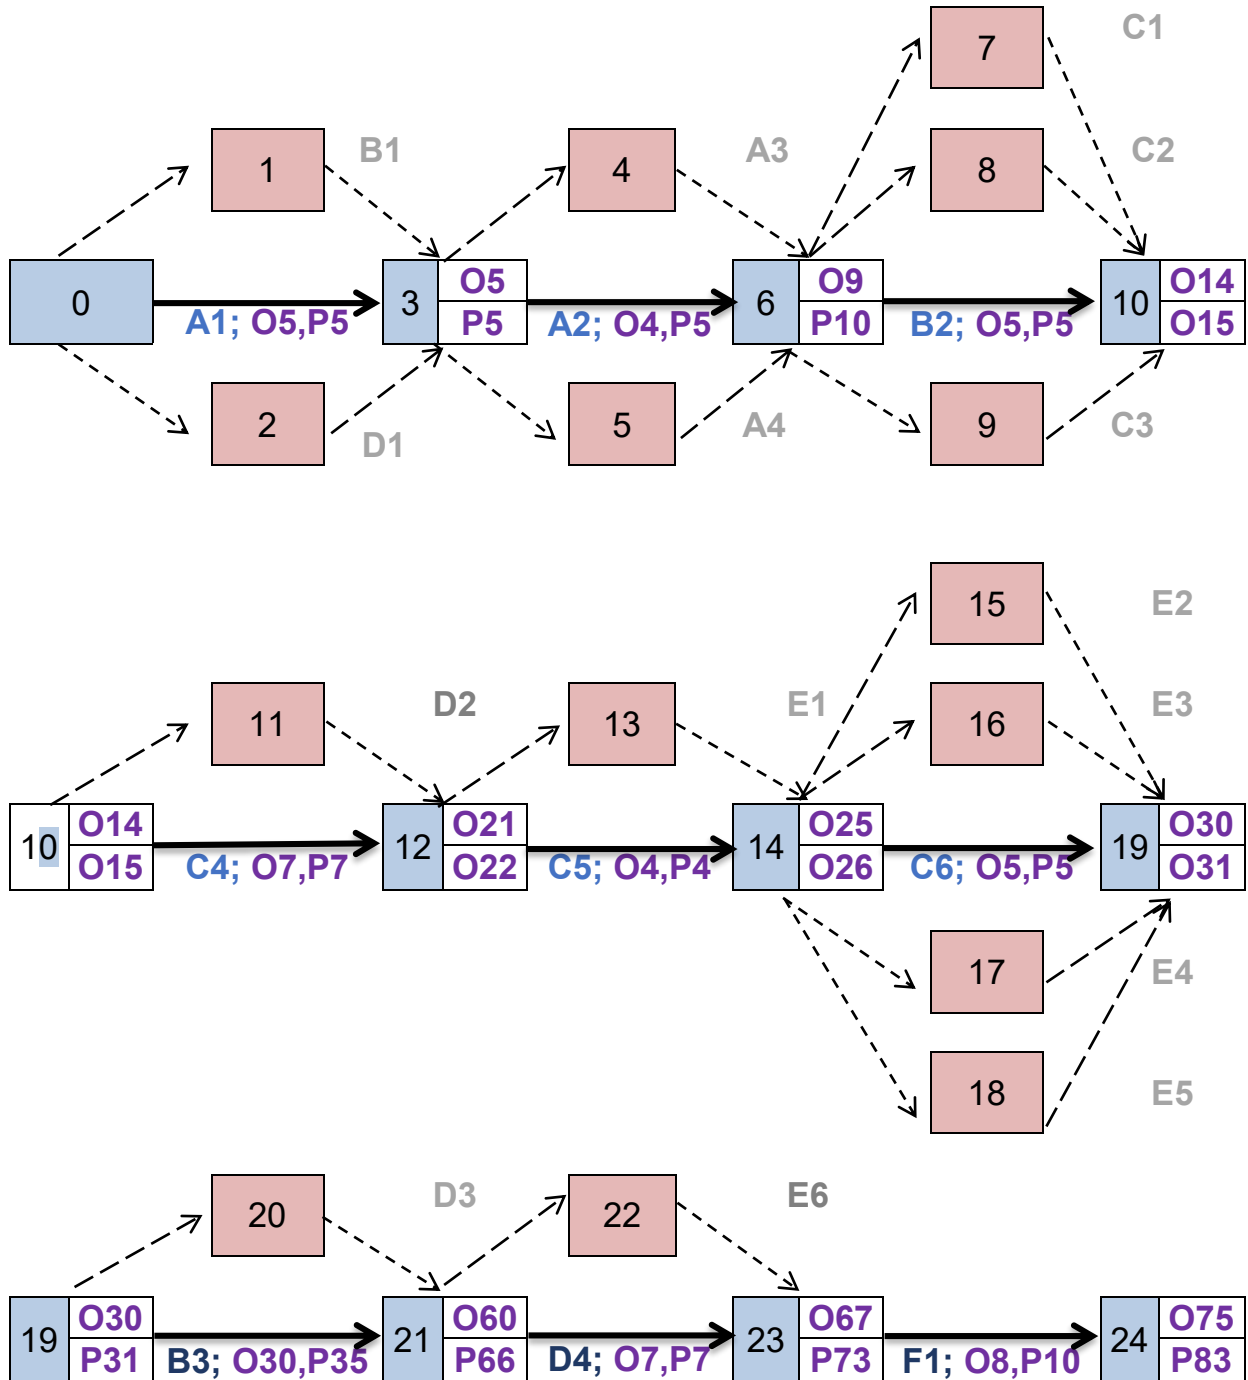 7 C1
1 B1 4 A3 8 C2
0 A1; O5,P5 3 O5 P5 A2; O4,P5 6 O9 P10 B2; O5,P5 10 O14 O15
2 D1 5 A4 9 C3
15 E2
11 D2 13 E1 16 E3
10 O14 O15 C4; O7,P7 12 O21 O22 C5; O4,P4 14 O25 O26 C6; O5,P5 19 O30 O31
17 E4
18 E5
20 D3 22 E6
19 O30 P31 B3; O30,P35 21 O60 P66 D4; O7,P7 23 O67 P73 F1; O8,P10 24 O75 P83